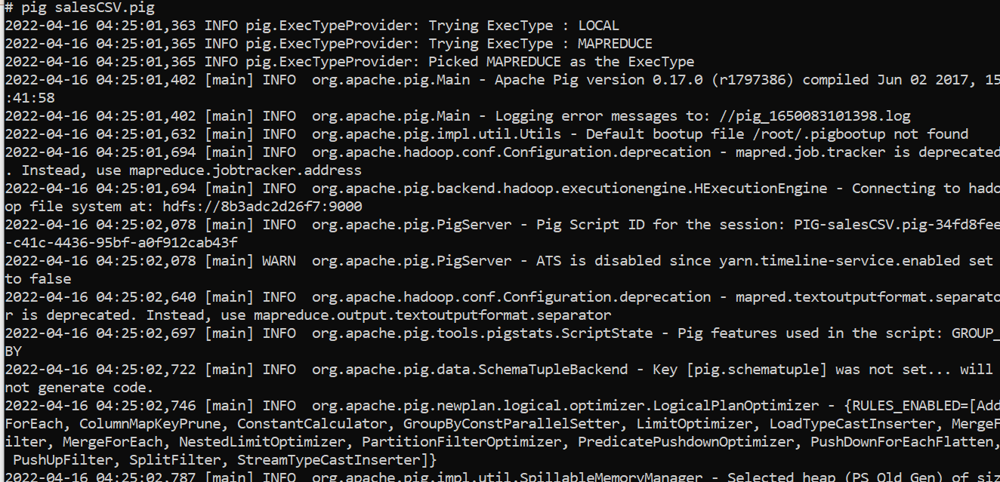 # pig salesCSV.pig
2022-04-16 04:25:01,363 INFO pig.ExecTypeProvider: Trying ExecType : LOCAL
2022-04-16 04:25:01,365 INFO pig.ExecTypeProvider: Trying ExecType : MAPREDUCE
2022-04-16 04:25:01,365 INFO pig.ExecTypeProvider: Picked MAPREDUCE as the ExecType
2022-04-16 04:25:01,402 [main] INFO  org.apache.pig.Main - Apache Pig version 0.17.0 (r1797386) compiled Jun 02 2017, 15
:41:58
2022-04-16 04:25:01,402 [main] INFO  org.apache.pig.Main - Logging error messages to: //pig_1650083101398.log
2022-04-16 04:25:01,632 [main] INFO  org.apache.pig.impl.util.Utils - Default bootup file /root/.pigbootup not found
2022-04-16 04:25:01,694 [main] INFO  org.apache.hadoop.conf.Configuration.deprecation - mapred.job.tracker is deprecated
. Instead, use mapreduce.jobtracker.address
2022-04-16 04:25:01,694 [main] INFO  org.apache.pig.backend.hadoop.executionengine.HExecutionEngine - Connecting to hado
op file system at: hdfs://8b3adc2d26f7:9000
2022-04-16 04:25:02,078 [main] INFO  org.apache.pig.PigServer - Pig Script ID for the session: PIG-salesCSV.pig-34fd8fee
-c41c-4436-95bf-a0f912cab43f
2022-04-16 04:25:02,078 [main] WARN  org.apache.pig.PigServer - ATS is disabled since yarn.timeline-service.enabled set
to false
2022-04-16 04:25:02,640 [main] INFO  org.apache.hadoop.conf.Configuration.deprecation - mapred.textoutputformat.separato
r is deprecated. Instead, use mapreduce.output.textoutputformat.separator
2022-04-16 04:25:02,697 [main] INFO  org.apache.pig.tools.pigstats.ScriptState - Pig features used in the script: GROUP_
BY
2022-04-16 04:25:02,722 [main] INFO  org.apache.pig.data.SchemaTupleBackend - Key [pig.schematuple] was not set... will
not generate code.
2022-04-16 04:25:02,746 [main] INFO  org.apache.pig.newplan.logical.optimizer.LogicalPlanOptimizer - {RULES_ENABLED=[Add
ForEach, ColumnMapKeyPrune, ConstantCalculator, GroupByConstParallelSetter, LimitOptimizer, LoadTypeCastInserter, MergeF
ilter, MergeForEach, NestedLimitOptimizer, PartitionFilterOptimizer, PredicatePushdownOptimizer, PushDownForEachFlatten,
 PushUpFilter, SplitFilter, StreamTypeCastInserter]}
2022-04-16 04:25:02,787 [main] INFO  org.apache.pig.impl.util.SpillableMemoryManager - Selected heap (PS Old Gen) of siz